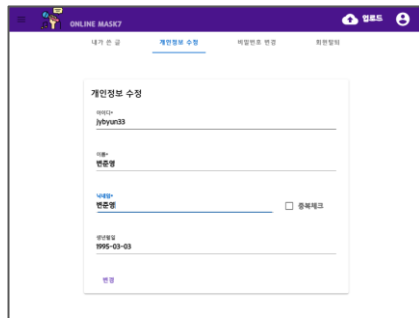 ONLINE MASK7
업로드
내가 쓴 글
개인정보 수정
비밀번호 변경
회원탈퇴
개인정보 수정
아이디*
jybyun33
이름*
변준영
닉네임*
변준영
중복체크
생년월일
1995-03-03
변경